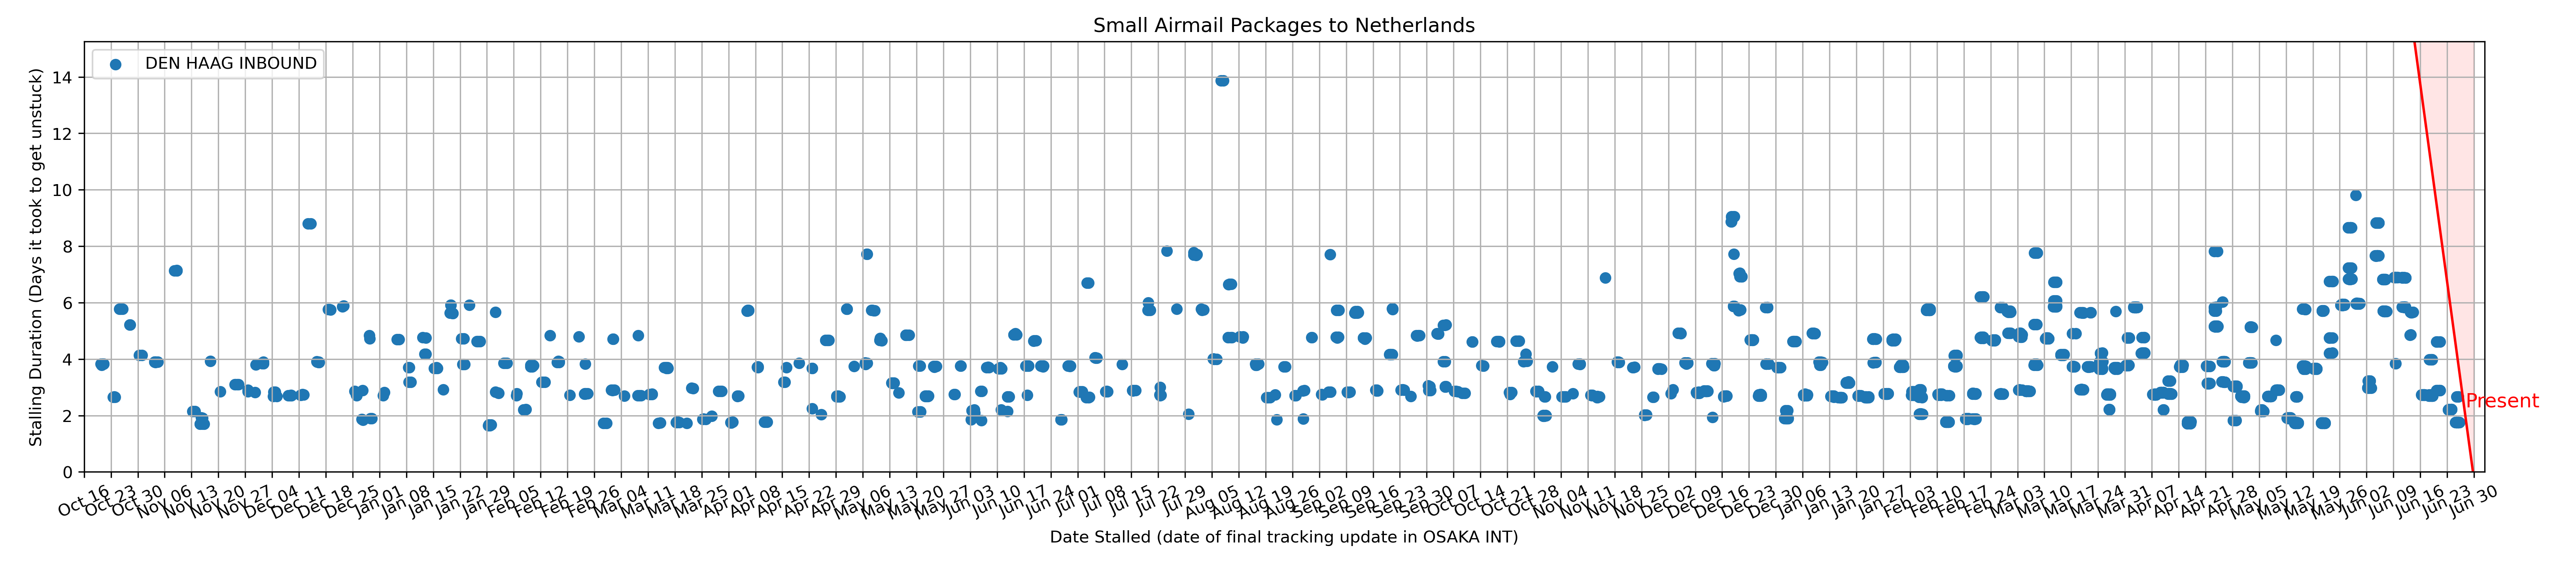 Small Airmail Packages to Netherlands
DEN HAAG INBOUND
Stalling Duration (Days it took to get unstuck)
14
12
10
8
6
4
2
0
Present
Oct 16
Oct 23
Oct 30
Nov 06
Nov 13
Nov 20
Nov 27
Dec 04
Dec 11
Dec 18
Dec 25
Jan 01
Jan 08
Jan 15
Jan 22
Jan 29
Feb 05
Feb 12
Feb 19
Feb 26
Mar 04
Mar 11
Mar 18
Mar 25
Apr 01
Apr 08
Apr 15
Apr 22
Apr 29
May 06
May 13
May 20
May 27
Jun 03
Jun 10
Jun 17
Jun 24
Jul 01
Jul 08
Jul 15
Jul 22
Jul 29
Aug 05
Aug 12
Aug 19
Aug 26
Sep 02
Sep 09
Sep 16
Sep 23
Sep 30
Oct 07
Oct 14
Oct 21
Oct 28
Nov 04
Nov 11
Nov 18
Nov 25
Dec 02
Dec 09
Dec 16
Dec 23
Dec 30
Jan 06
Jan 13
Jan 20
Jan 27
Feb 03
Feb 10
Feb 17
Feb 24
Mar 03
Mar 10
Mar 17
Mar 24
Mar 31
Apr 07
Apr 14
Apr 21
Apr 28
May 05
May 12
May 19
May 26
Jun 02
Jun 09
Jun 16
Jun 23
Jun 30
Date Stalled (date of final tracking update in OSAKA INT)